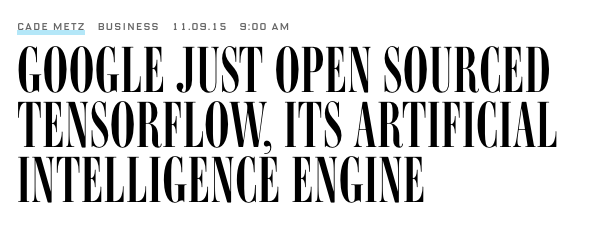 CADE METZ BUSINESS 11.09.15 9:00 AM
GOOGLE JUST OPEN SOURCED
TENSORFLOW, ITS ARTIFICIAL
INTELLIGENCE ENGINE